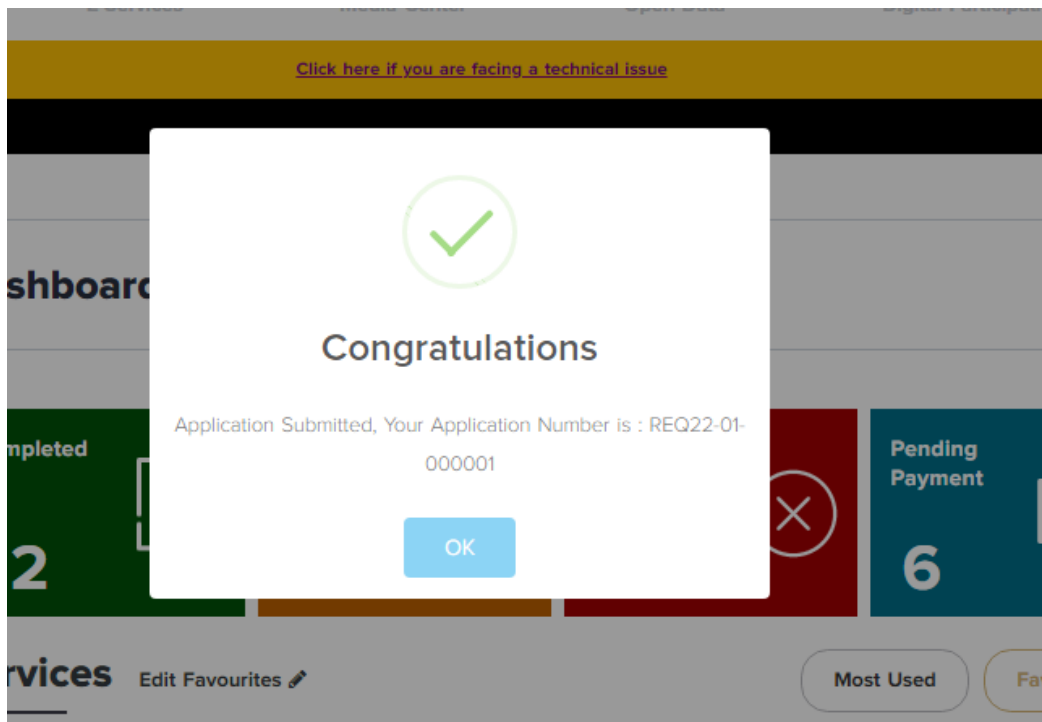 Click here if you are facing a technical issue
shboard
Congratulations
Application Submitted, Your Application Number is : REQ22-01-
000001
OK
mpleted
2
Pending
Payment
6
rvices
Edit Favourites
Most Used
Fa